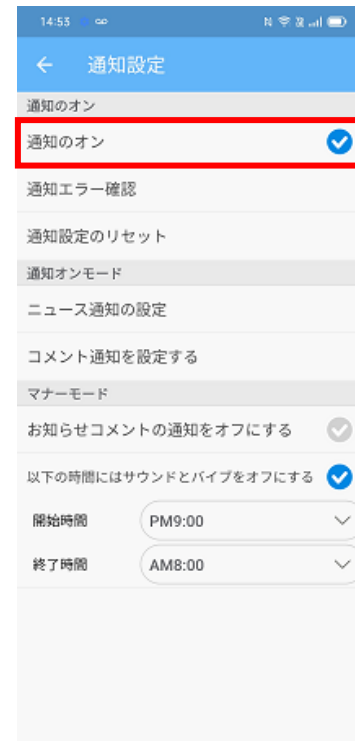 14:53
← 通知設定
通知のオン
通知のオン
通知エラー確認
通知設定のリセット
通知オンモード
ニュース通知の設定
コメント通知を設定する
マナーモード
お知らせコメントの通知をオフにする
以下の時間にはサウンドとバイブをオフにする
開始時間 PM9:00
終了時間 AM8:00